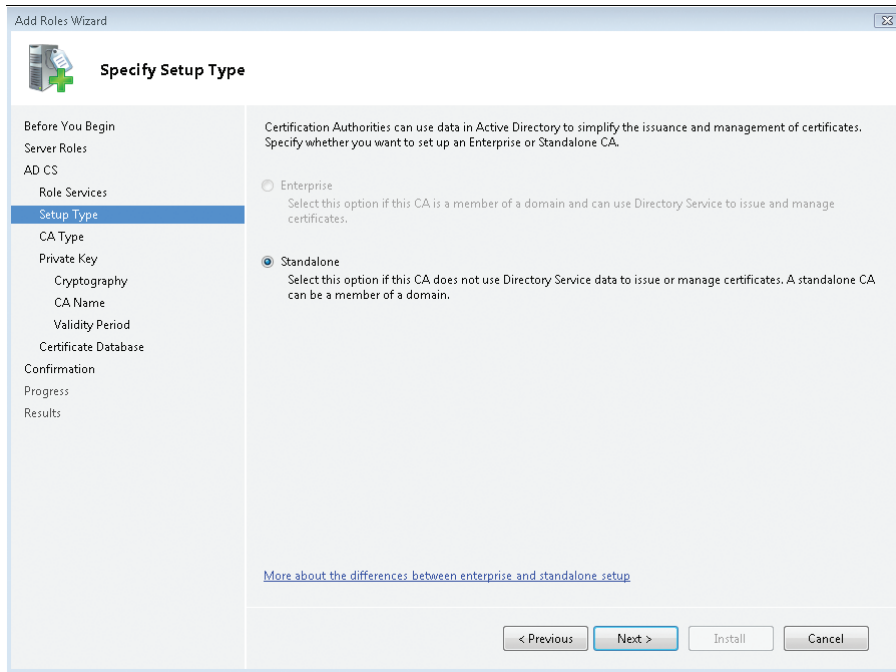 Add Roles Wizard
Specify Setup Type
Before You Begin
Server Roles
AD CS
Role Services
Setup Type
CA Type
Private Key
Cryptography
CA Name
Validity Period
Certificate Database
Confirmation
Progress
Results
Certification Authorities can use data in Active Directory to simplify the issuance and management of certificates.
Specify whether you want to set up an Enterprise or Standalone CA.
Enterprise
Select this option if this CA is a member of a domain and can use Directory Service to issue and manage
certificates.
Standalone
Select this option if this CA does not use Directory Service data to issue or manage certificates. A standalone CA
can be a member of a domain.
More about the differences between enterprise and standalone setup
< Previous
Next >
Install
Cancel